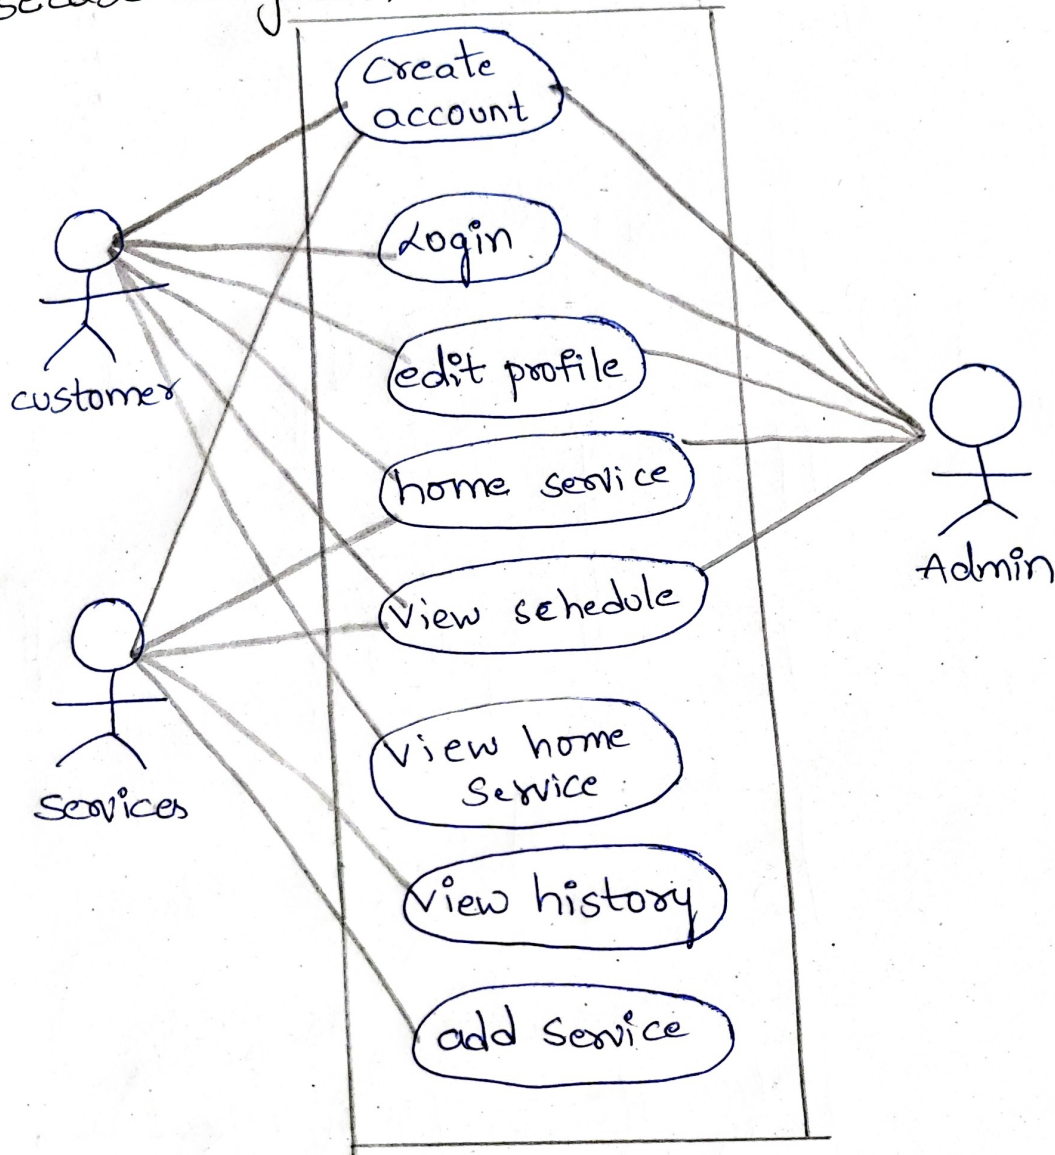 Create
account
Login
edit profile
customer
home service
Admin
View schedule
view home
Service
Services
View history
add service